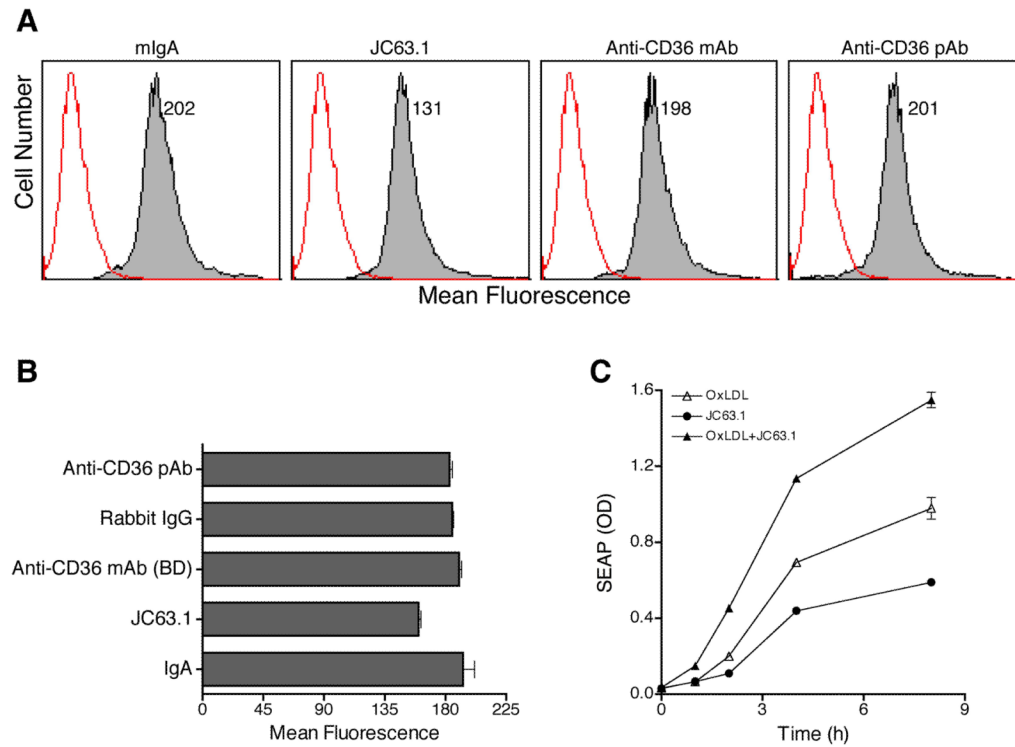 A
mIgA
JC63.1
Anti-CD36 mAb
Anti-CD36 pAb
Cell Number
202
131
198
201
Mean Fluorescence
B
Anti-CD36 pAb
Rabbit IgG
Anti-CD36 mAb (BD)
JC63.1
IgA
0 45 90 135 180 225
Mean Fluorescence
C
OxLDL
JC63.1
OxLDL+JC63.1
SEAP (OD)
1.6
1.2
0.8
0.4
0.0
0 3 6 9
Time (h)